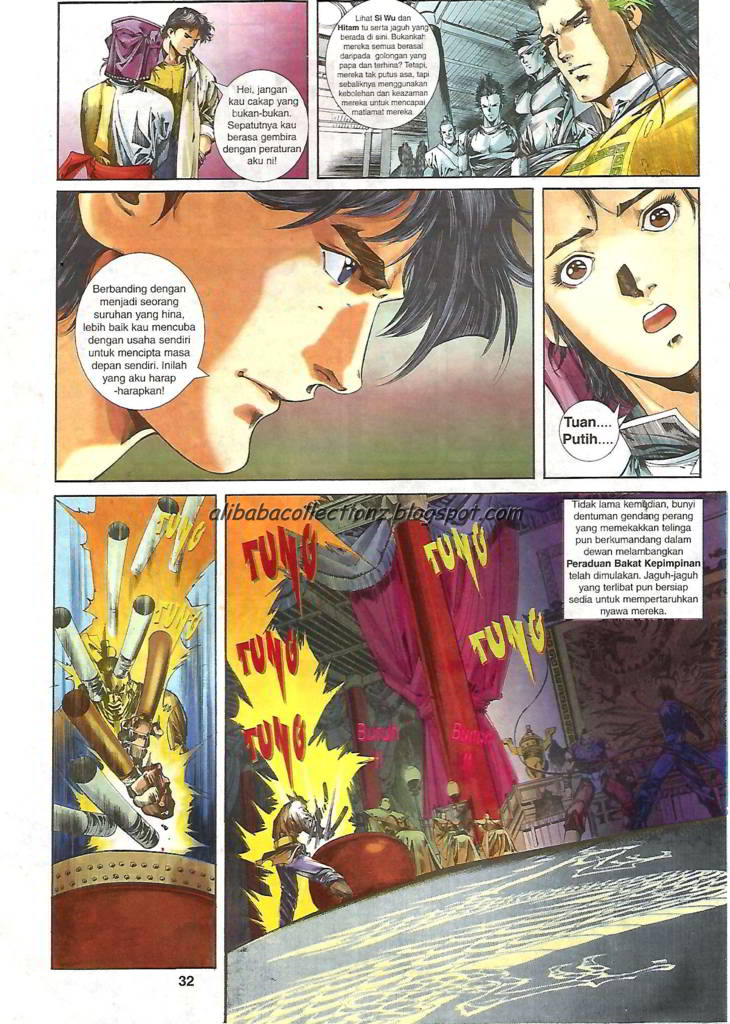 Hei, jangan
kau cakap yang
bukan-bukan.
Sepatutnya kau
berasa gembira
dengan peraturan
aku ni!
Lihat Si Wu dan
Hitam tu serta jaguh yang
berada di sini. Bukankah
mereka semua berasal
daripada golongan yang
papa dan terhina? Tetapi,
mereka tak putus asa, tapi
sebaliknya menggunakan
kebolehan dan keazaman
mereka untuk mencapai
matlamat mereka.
Berbanding dengan
menjadi seorang
suruhan yang hina,
lebih baik kau mencuba
dengan usaha sendiri
untuk mencipta masa
depan sendiri. Inilah
yang aku harap
-harapkan!
Tuan....
Putih....
alibabacollectionz.blogspot.com
TUNG
TUNG
TUNG
TUNG
TUNG
TUNG
TUNG
Tidak lama kemudian, bunyi
dentuman gendang perang
yang memekakkan telinga
pun berkumandang dalam
dewan melambangkan
Peraduan Bakat Kepimpinan
telah dimulakan. Jaguh-jaguh
yang terlibat pun bersiap
sedia untuk mempertaruhkan
nyawa mereka.
Bunuh
!!
Bunuh
!!
32